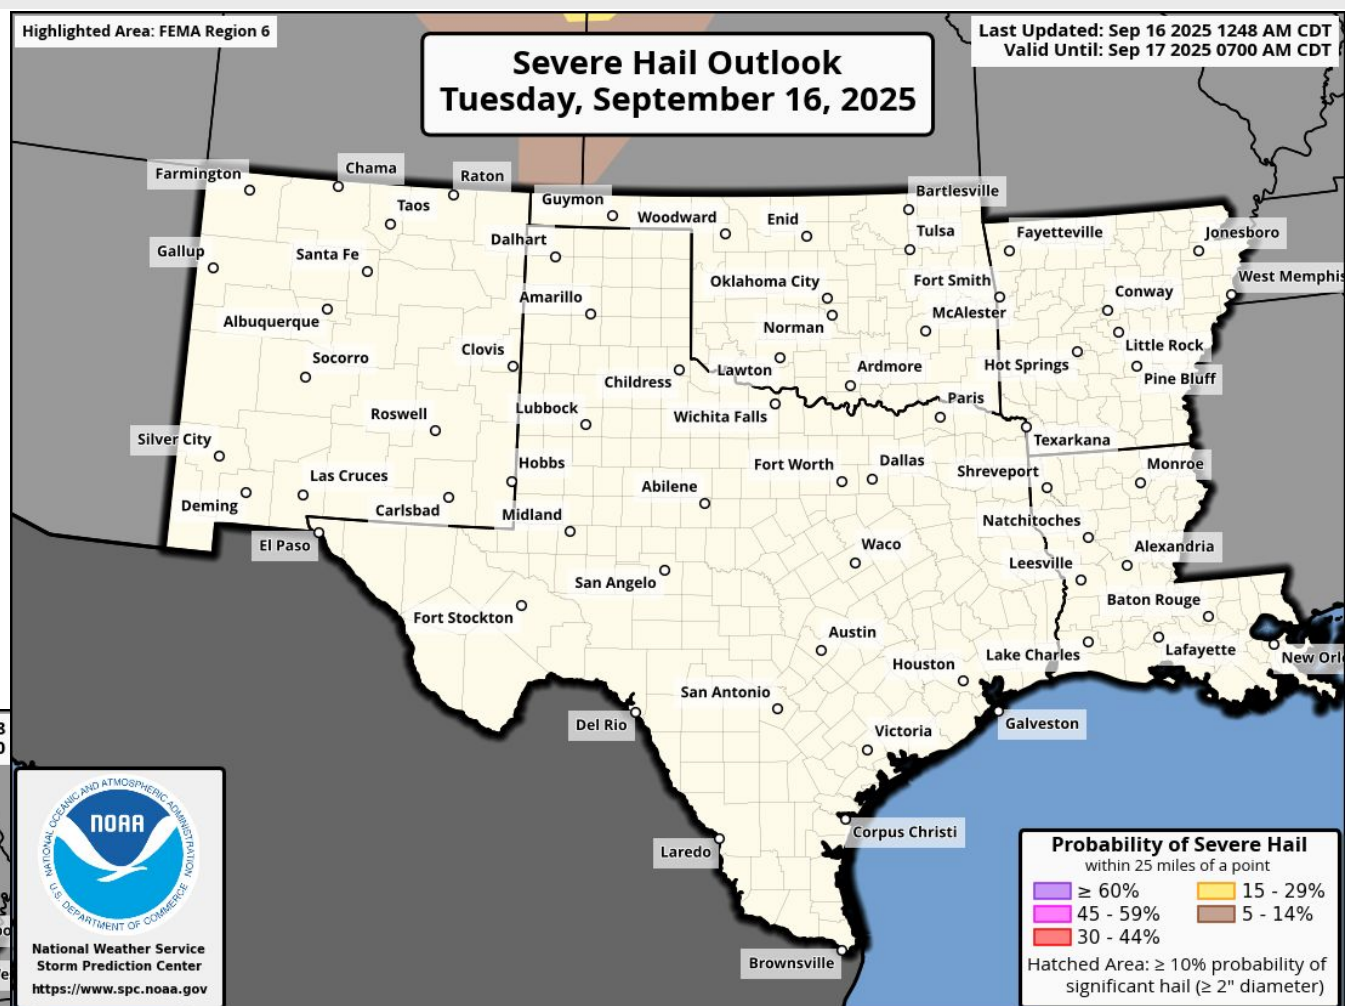 Highlighted Area: FEMA Region 6
Last Updated: Sep 16 2025 1248 AM CDT
Valid Until: Sep 17 2025 0700 AM CDT
Severe Hail Outlook
Tuesday, September 16, 2025
Farmington
Chama
Raton
Taos
Guymon
Woodward
Enid
Bartlesville
Tulsa
Fayetteville
Jonesboro
Gallup
Santa Fe
Dalhart
Oklahoma City
Fort Smith
West Memphis
Albuquerque
Amarillo
Norman
McAlester
Conway
Little Rock
Socorro
Clovis
Childress
Lawton
Ardmore
Hot Springs
Pine Bluff
Roswell
Lubbock
Wichita Falls
Paris
Texarkana
Silver City
Las Cruces
Hobbs
Abilene
Fort Worth
Dallas
Shreveport
Monroe
Deming
Carlsbad
Midland
Natchitoches
El Paso
San Angelo
Waco
Leesville
Alexandria
Fort Stockton
Austin
Baton Rouge
Houston
Lake Charles
Lafayette
New Orl
San Antonio
Del Rio
Victoria
Galveston
Laredo
Corpus Christi
Brownsville
NATIONAL OCEANIC AND ATMOSPHERIC ADMINISTRATION
NOAA
U.S. DEPARTMENT OF COMMERCE
National Weather Service
Storm Prediction Center
https://www.spc.noaa.gov
Probability of Severe Hail
within 25 miles of a point
≥ 60%
15 - 29%
45 - 59%
5 - 14%
30 - 44%
Hatched Area: ≥ 10% probability of
significant hail (≥ 2" diameter)